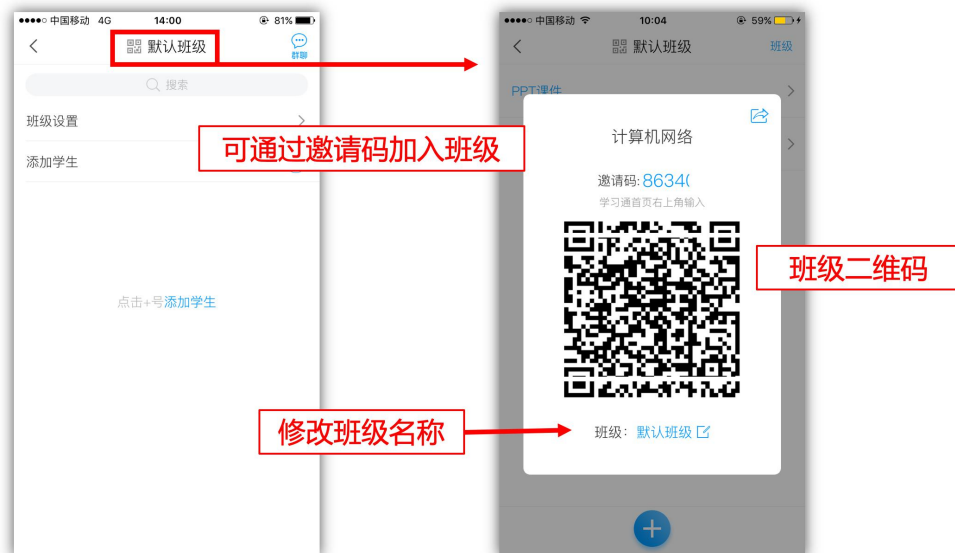 中国移动 4G 14:00 81%
默认班级
群聊
搜索
班级设置
添加学生
点击+号添加学生
可通过邀请码加入班级
修改班级名称
中国移动 10:04 59%
默认班级 班级
PPT课件
计算机网络
邀请码: 8634(
学习通首页右上角输入
班级二维码
班级: 默认班级